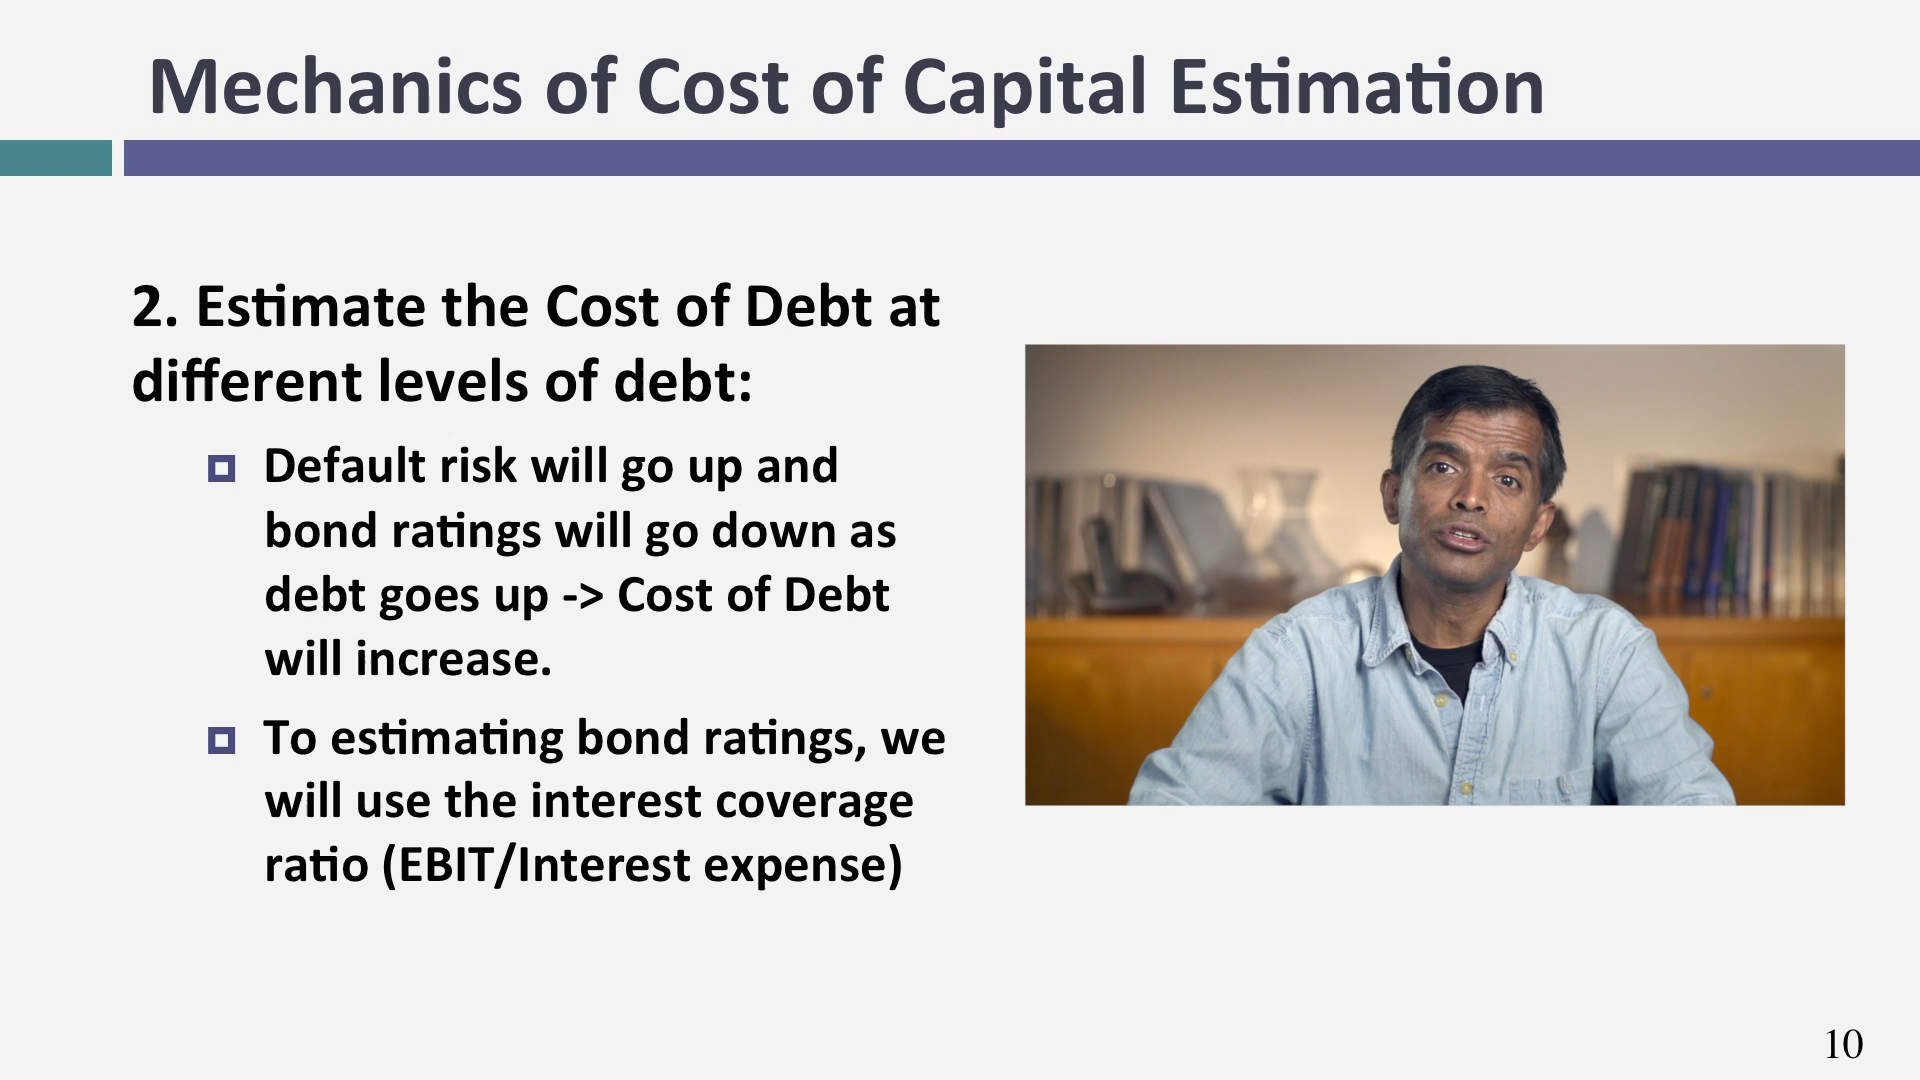 Mechanics of Cost of Capital Estimation
2. Estimate the Cost of Debt at
different levels of debt:
Default risk will go up and
bond ratings will go down as
debt goes up -> Cost of Debt
will increase.
To estimating bond ratings, we
will use the interest coverage
ratio (EBIT/Interest expense)
10